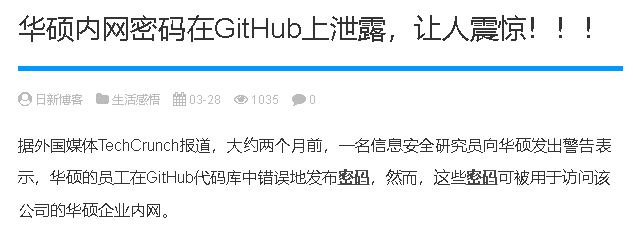 华硕内网密码在GitHub上泄露，让人震惊！！！
日新博客 生活感悟 03-28 1035 0
据外国媒体TechCrunch报道，大约两个月前，一名信息安全研究员向华硕发出警告表
示，华硕的员工在GitHub代码库中错误地发布密码，然而，这些密码可被用于访问该
公司的华硕企业内网。